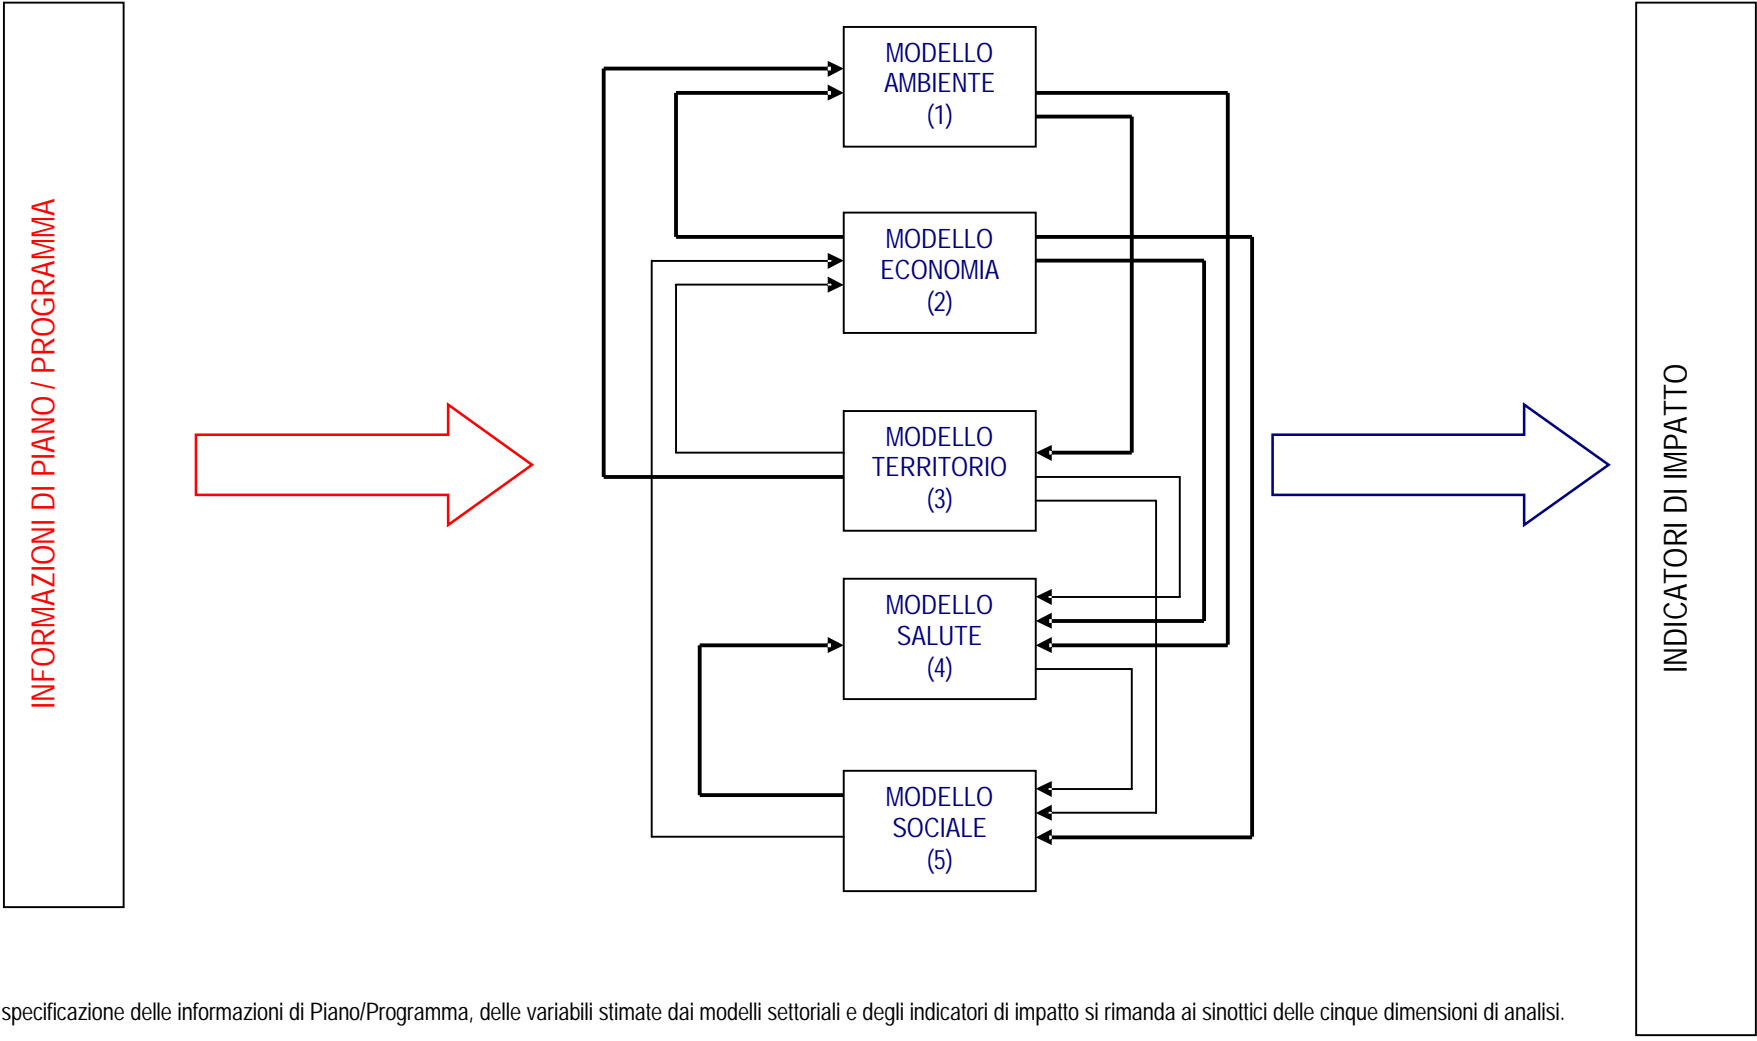 INFORMAZIONI DI PIANO / PROGRAMMA
MODELLO
AMBIENTE
(1)
MODELLO
ECONOMIA
(2)
MODELLO
TERRITORIO
(3)
MODELLO
SALUTE
(4)
MODELLO
SOCIALE
(5)
INDICATORI DI IMPATTO
specificazione delle informazioni di Piano/Programma, delle variabili stimate dai modelli settoriali e degli indicatori di impatto si rimanda ai sinottici delle cinque dimensioni di analisi.